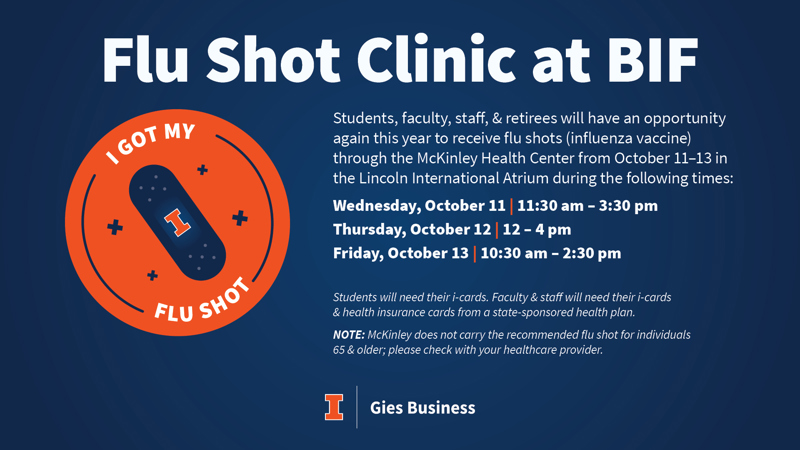 Flu Shot Clinic at BIF
I GOT MY
FLU SHOT
Students, faculty, staff, & retirees will have an opportunity
again this year to receive flu shots (influenza vaccine)
through the McKinley Health Center from October 11–13 in
the Lincoln International Atrium during the following times:
Wednesday, October 11 | 11:30 am – 3:30 pm
Thursday, October 12 | 12 – 4 pm
Friday, October 13 | 10:30 am – 2:30 pm
Students will need their i-cards. Faculty & staff will need their i-cards
& health insurance cards from a state-sponsored health plan.
NOTE: McKinley does not carry the recommended flu shot for individuals
65 & older; please check with your healthcare provider.
I | Gies Business